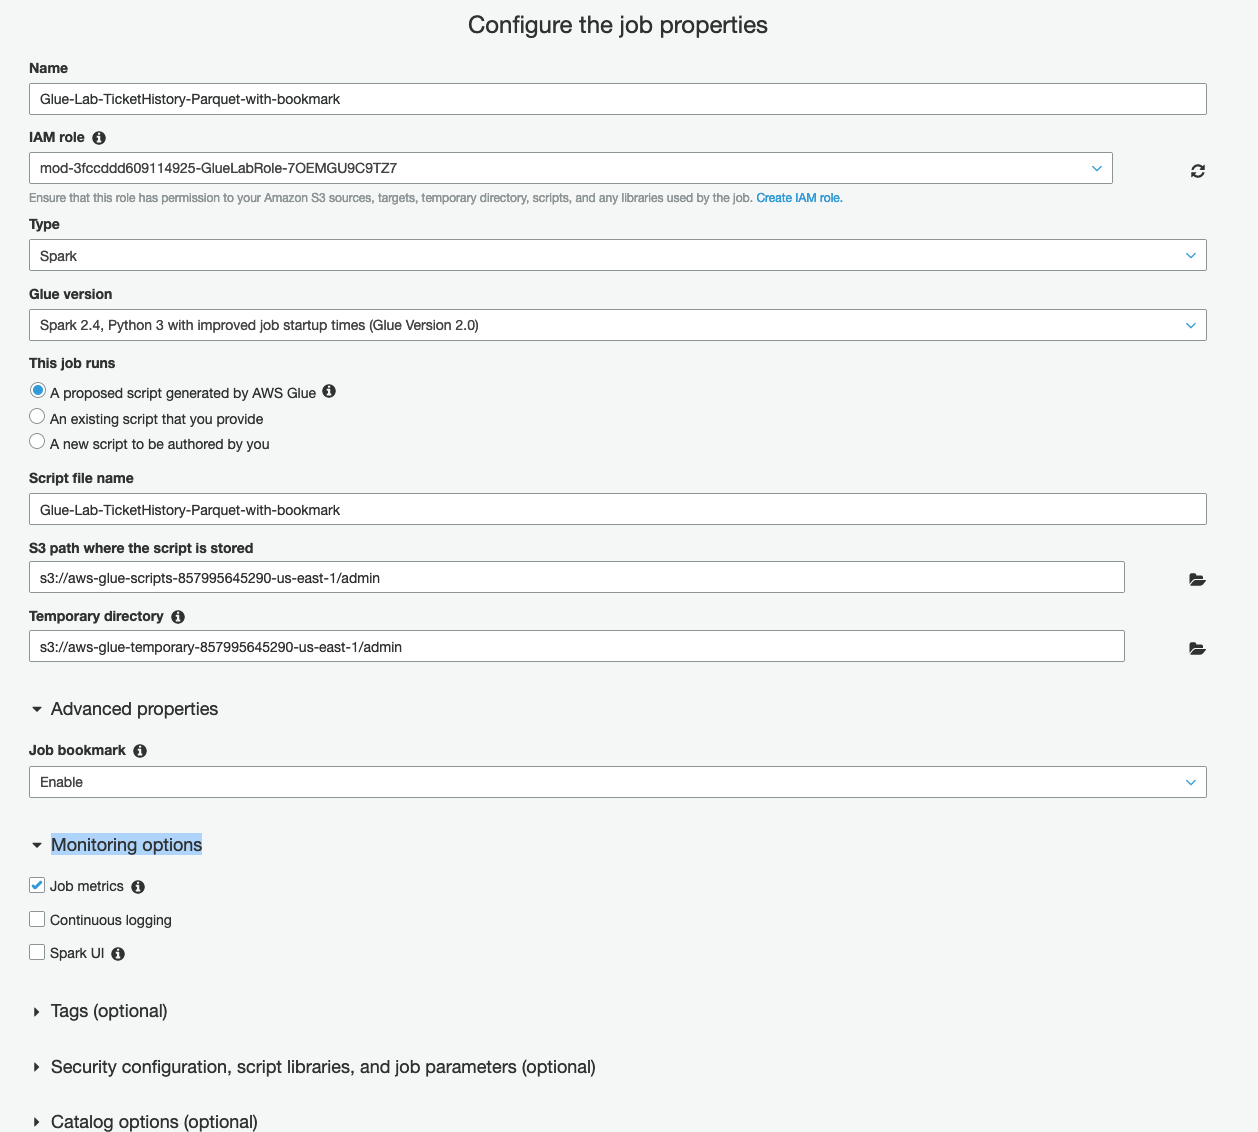 Configure the job properties
Name
Glue-Lab-TicketHistory-Parquet-with-bookmark
IAM role
mod-3fccddd609114925-GlueLabRole-7OEMGU9C9TZ7
Ensure that this role has permission to your Amazon S3 sources, targets, temporary directory, scripts, and any libraries used by the job. Create IAM role.
Type
Spark
Glue version
Spark 2.4, Python 3 with improved job startup times (Glue Version 2.0)
This job runs
A proposed script generated by AWS Glue
An existing script that you provide
A new script to be authored by you
Script file name
Glue-Lab-TicketHistory-Parquet-with-bookmark
S3 path where the script is stored
s3://aws-glue-scripts-857995645290-us-east-1/admin
Temporary directory
s3://aws-glue-temporary-857995645290-us-east-1/admin
Advanced properties
Job bookmark
Enable
Monitoring options
Job metrics
Continuous logging
Spark UI
Tags (optional)
Security configuration, script libraries, and job parameters (optional)
Catalog options (optional)